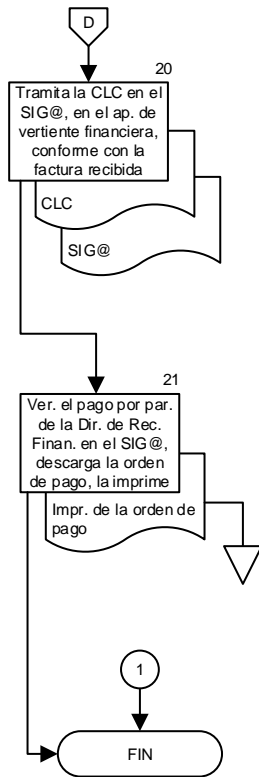 D
20
Tramita la CLC en el
SIG@, en el ap. de
vertiente financiera,
conforme con la
factura recibida
CLC
SIG@
21
Ver. el pago por par.
de la Dir. de Rec.
Finan. en el SIG@,
descarga la orden
de pago, la imprime
Impr. de la orden de
pago
1
FIN